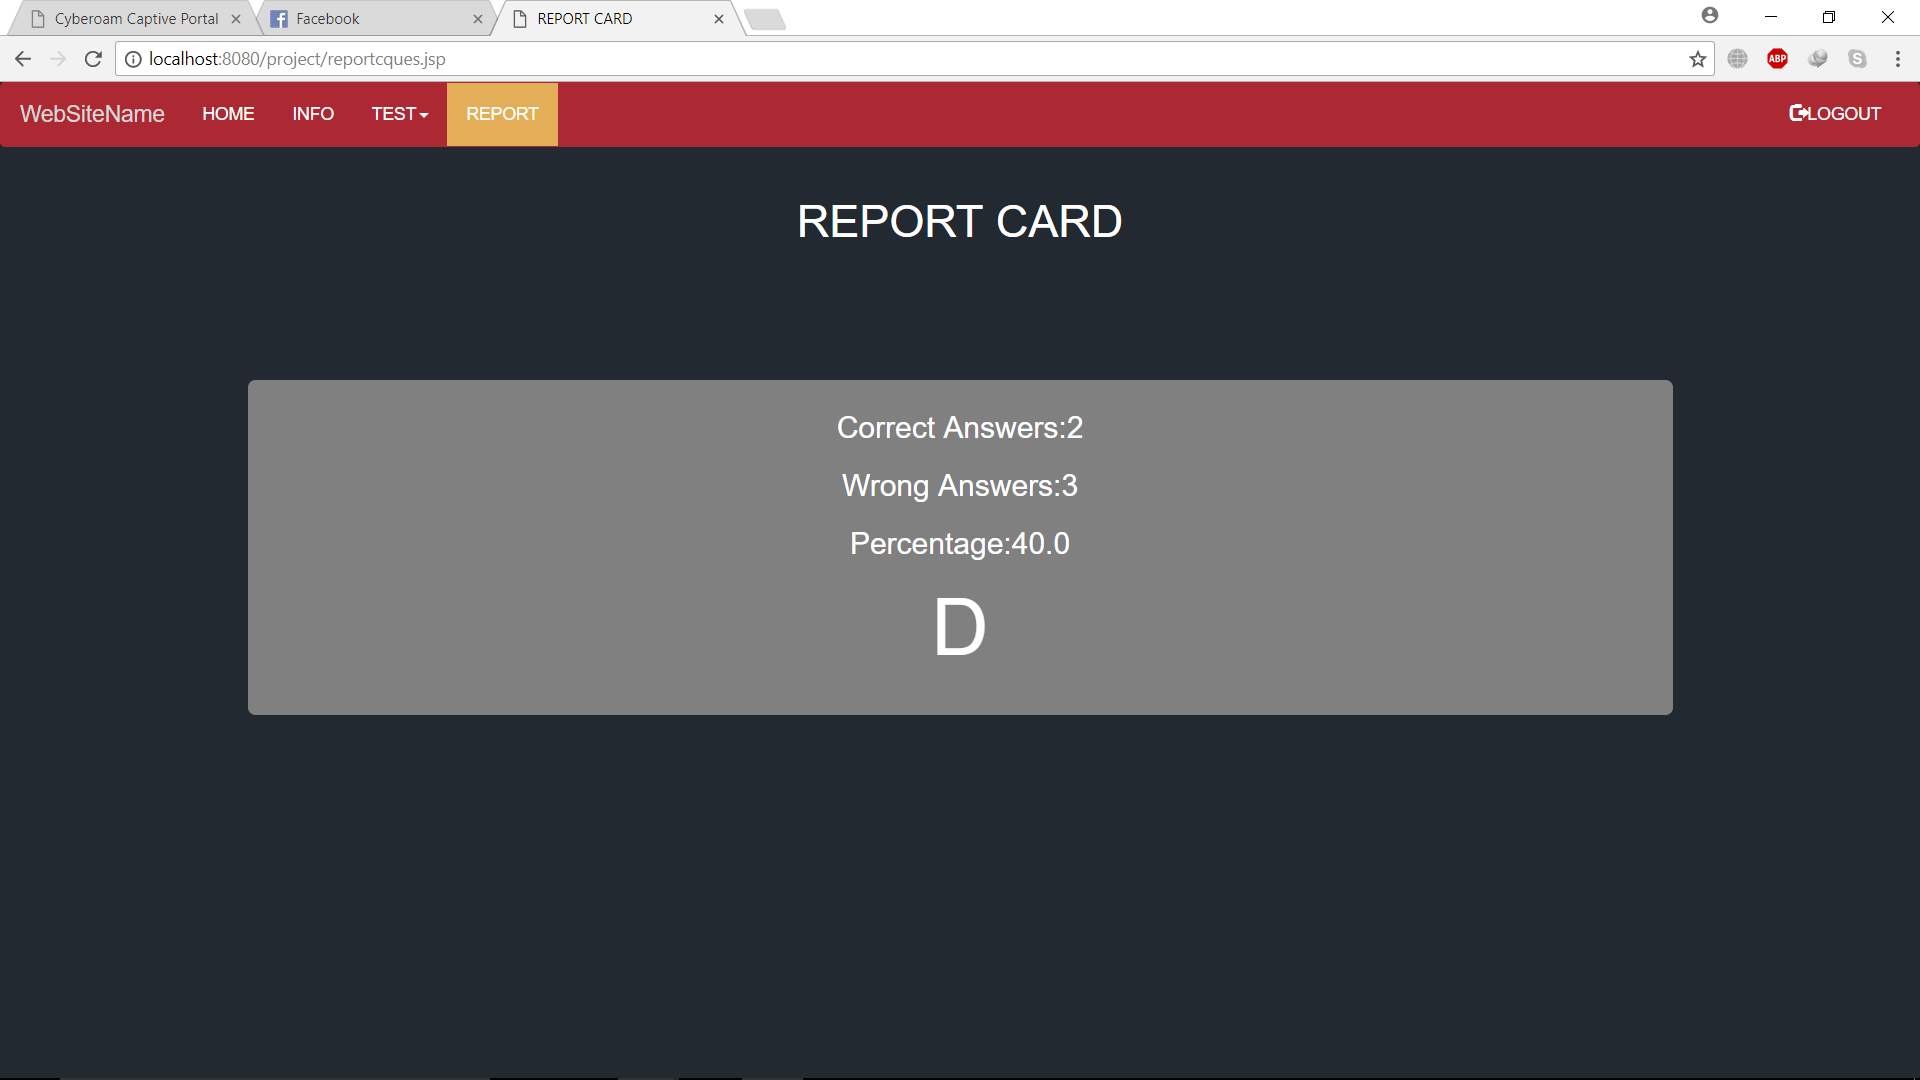 Cyberoam Captive Portal
Facebook
REPORT CARD
localhost:8080/project/reportcques.jsp
ABP
S
WebSiteName HOME INFO TEST REPORT LOGOUT
REPORT CARD
Correct Answers:2
Wrong Answers:3
Percentage:40.0
D